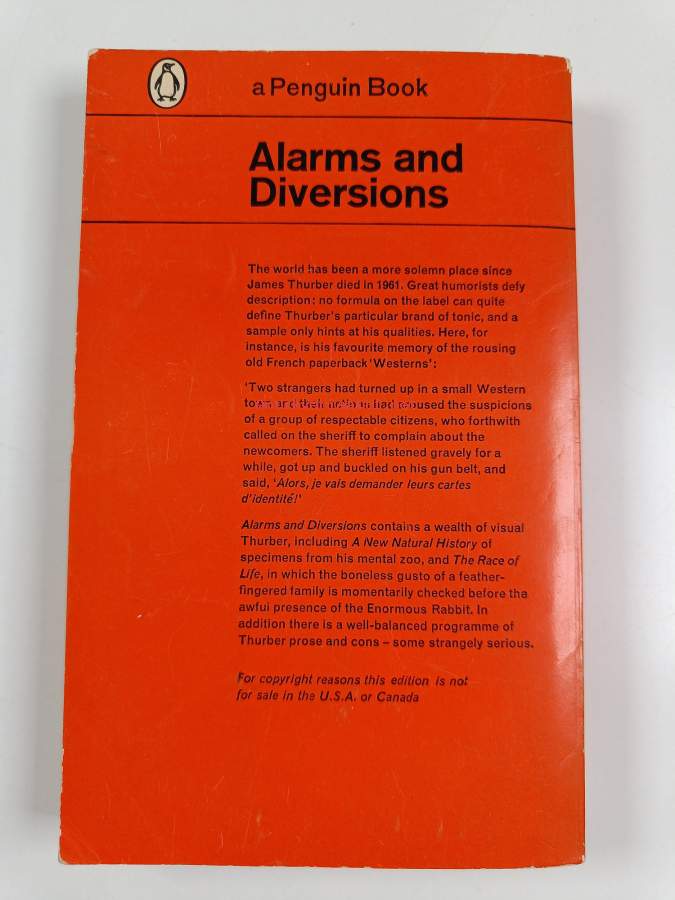 a Penguin Book
Alarms and
Diversions
The world has been a more solemn place since
James Thurber died in 1961. Great humorists defy
description: no formula on the label can quite
define Thurber's particular brand of tonic, and a
sample only hints at his qualities. Here, for
instance, is his favourite memory of the rousing
old French paperback 'Westerns':
'Two strangers had turned up in a small Western
town and their actions had aroused the suspicions
of a group of respectable citizens, who forthwith
called on the sheriff to complain about the
newcomers. The sheriff listened gravely for a
while, got up and buckled on his gun belt, and
said, 'Alors, je vais demander leurs cartes
d'identité!'
Alarms and Diversions contains a wealth of visual
Thurber, including A New Natural History of
specimens from his mental zoo, and The Race of
Life, in which the boneless gusto of a feather-
fingered family is momentarily checked before the
awful presence of the Enormous Rabbit. In
addition there is a well-balanced programme of
Thurber prose and cons – some strangely serious.
For copyright reasons this edition is not
for sale in the U.S.A. or Canada